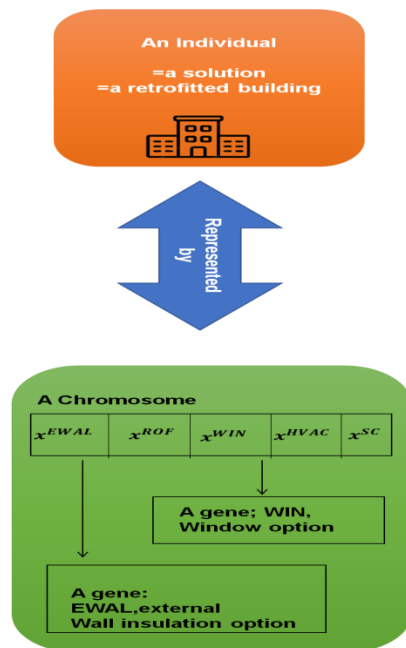 An Individual
=a solution
=a retrofitted building
Represented
by
A Chromosome
x^EWAL x^ROF x^WIN x^HVAC x^SC
A gene; WIN,
Window option
A gene:
EWAL,external
Wall insulation option